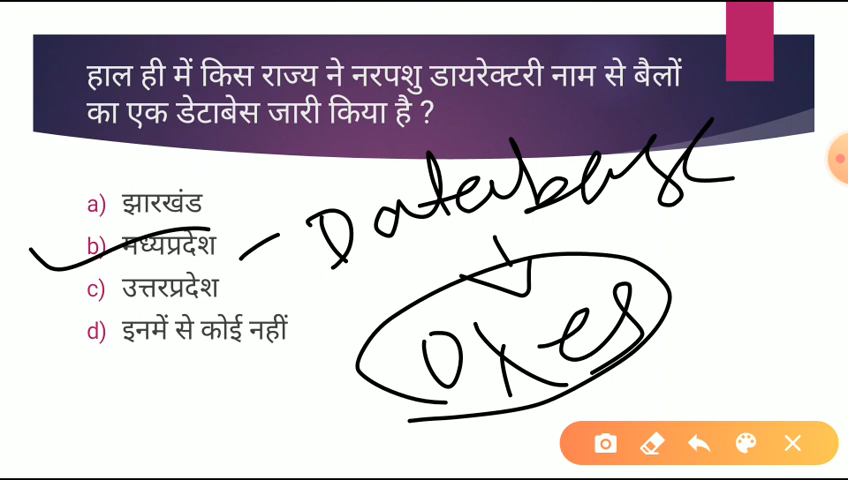 हाल ही में किस राज्य ने नरपशु डायरेक्टरी नाम से बैलों
का एक डेटाबेस जारी किया है ?
a) झारखंड
b) मध्यप्रदेश
c) उत्तरप्रदेश
d) इनमें से कोई नहीं
Database
Oxes